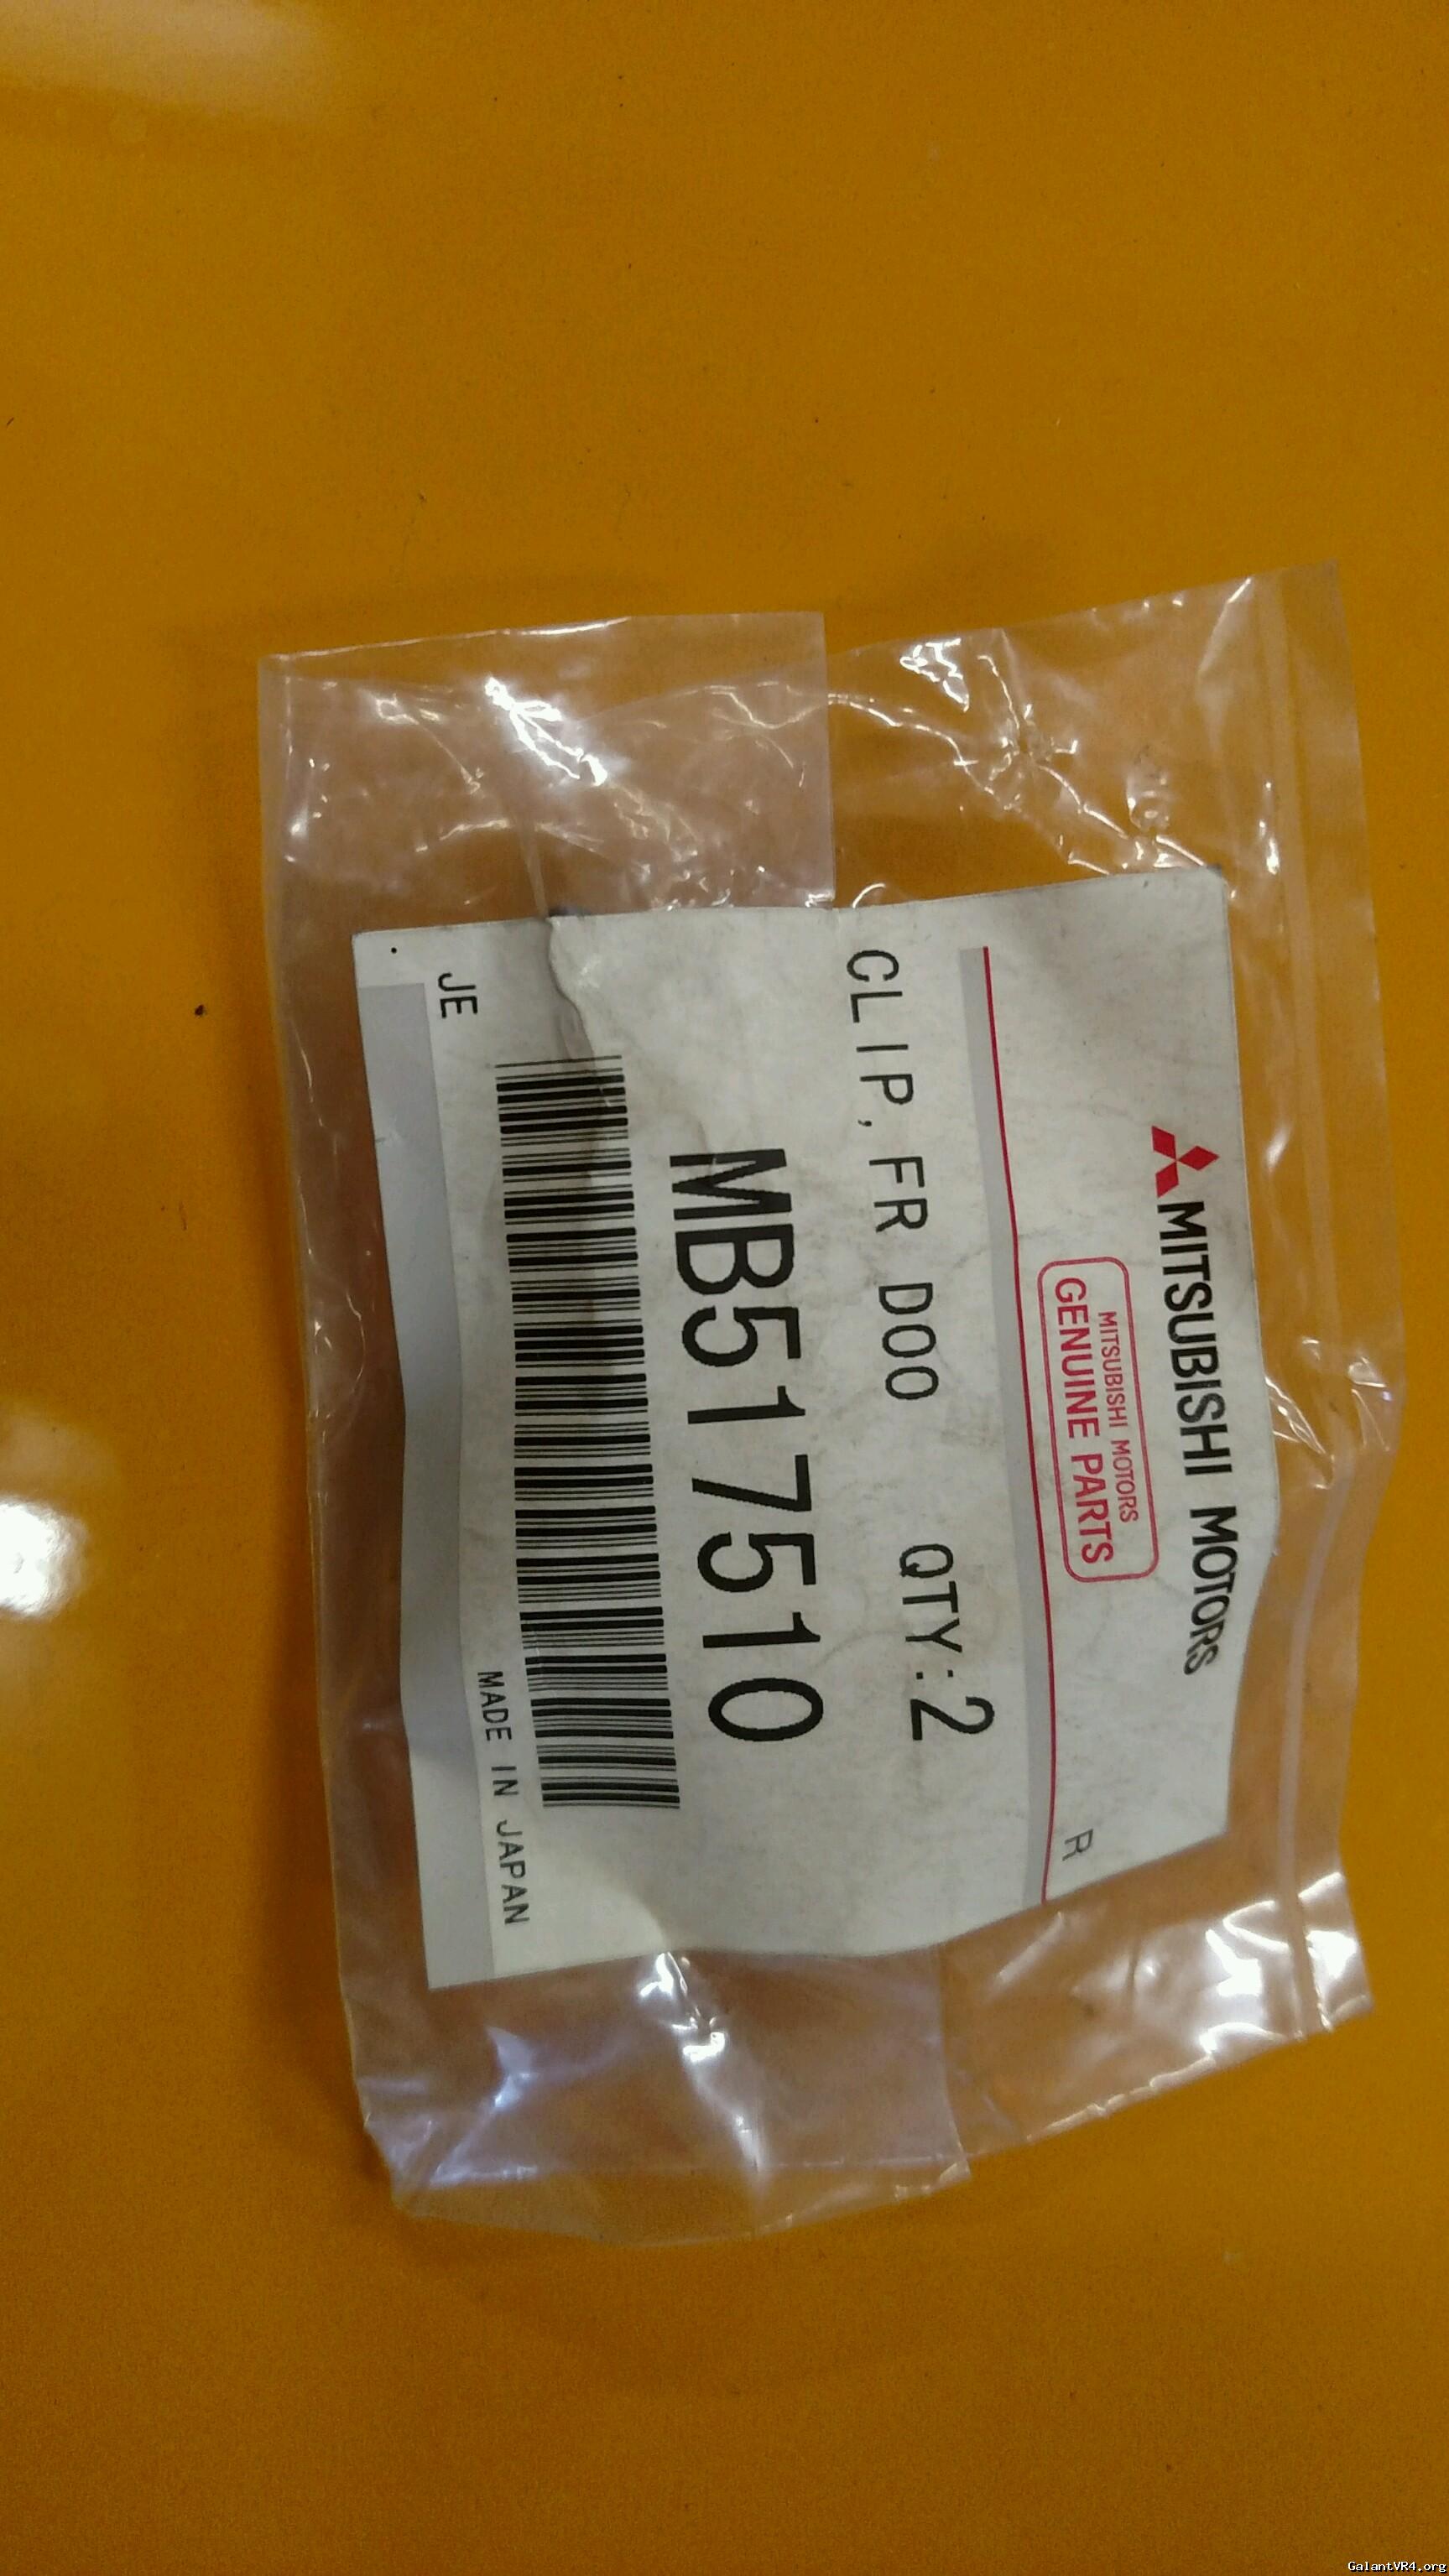 MITSUBISHI MOTORS
MITSUBISHI MOTORS
GENUINE PARTS
R
CLIP,FR DOO QTY:2
MB517510
JE
MADE IN JAPAN
GalantVR4.org